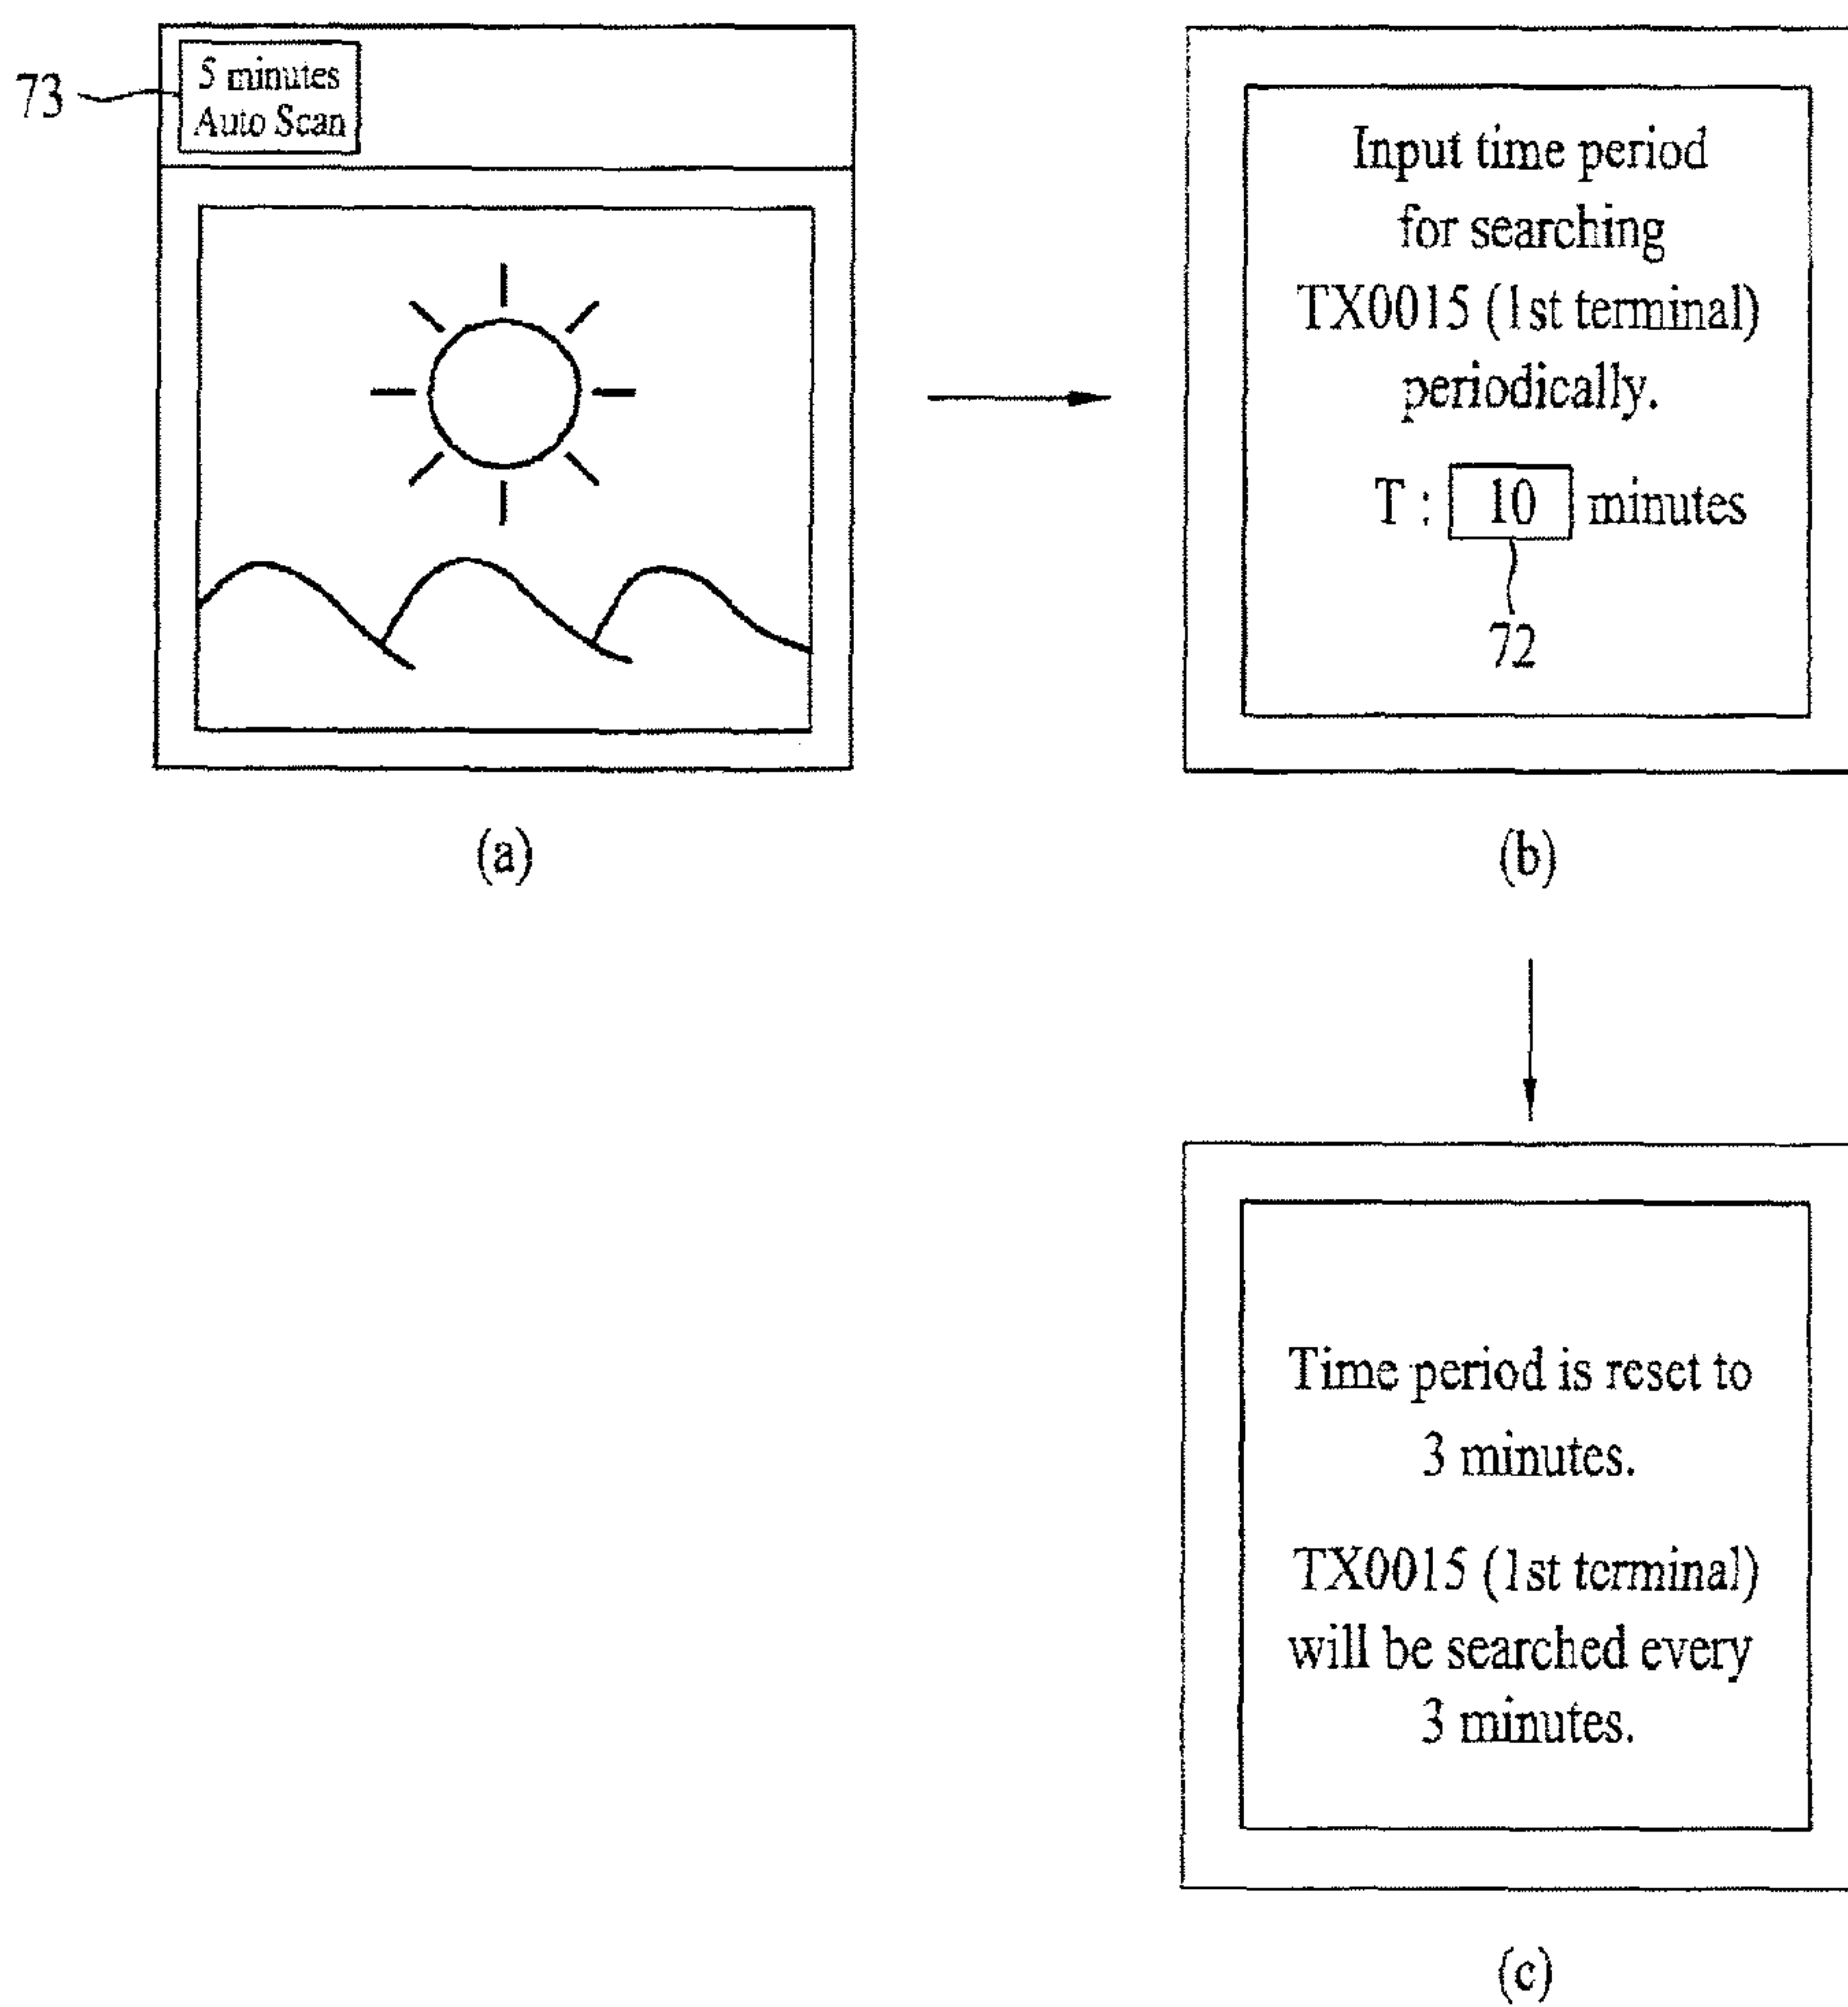 73
5 minutes
Auto Scan
(a)
Input time period
for searching
TX0015 (1st terminal)
periodically.
T : 10 minutes
72
(b)
Time period is reset to
3 minutes.
TX0015 (1st terminal)
will be searched every
3 minutes.
(c)